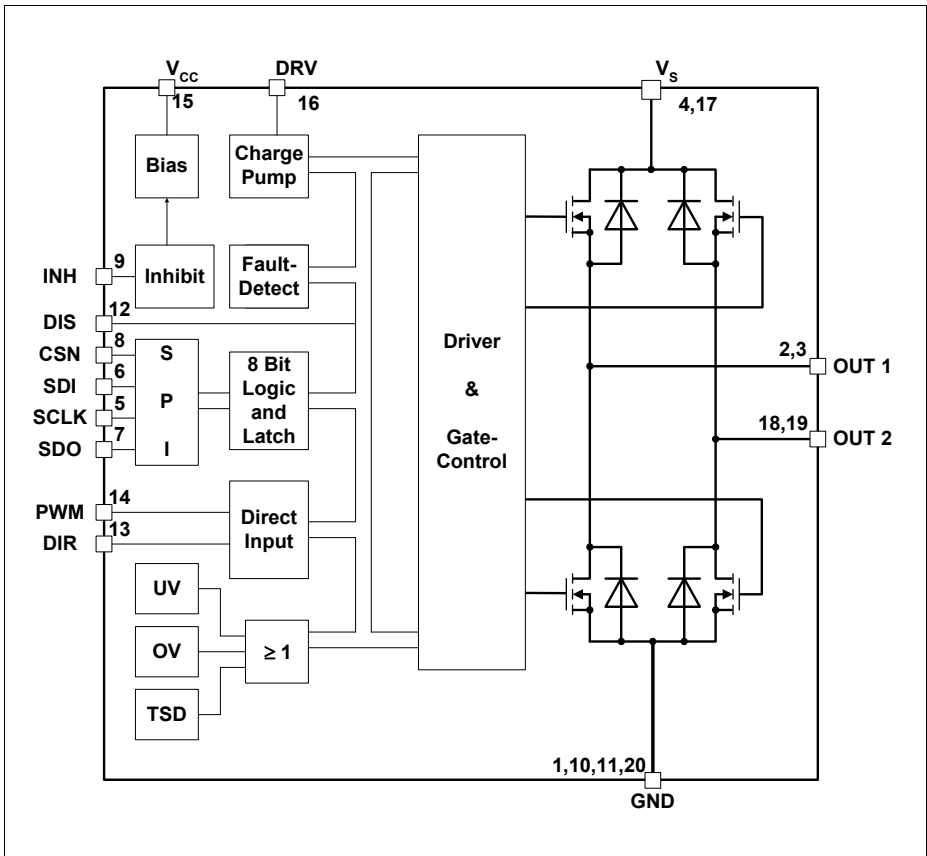 V_CC
DRV
V_S
15
16
4,17
Bias
Charge
Pump
9
INH
Inhibit
Fault-
Detect
12
DIS
8
CSN
6
SDI
5
SCLK
7
SDO
S
P
I
8 Bit
Logic
and
Latch
Driver
&
Gate-
Control
2,3
OUT 1
18,19
OUT 2
14
PWM
13
DIR
Direct
Input
UV
OV
TSD
≥ 1
1,10,11,20
GND